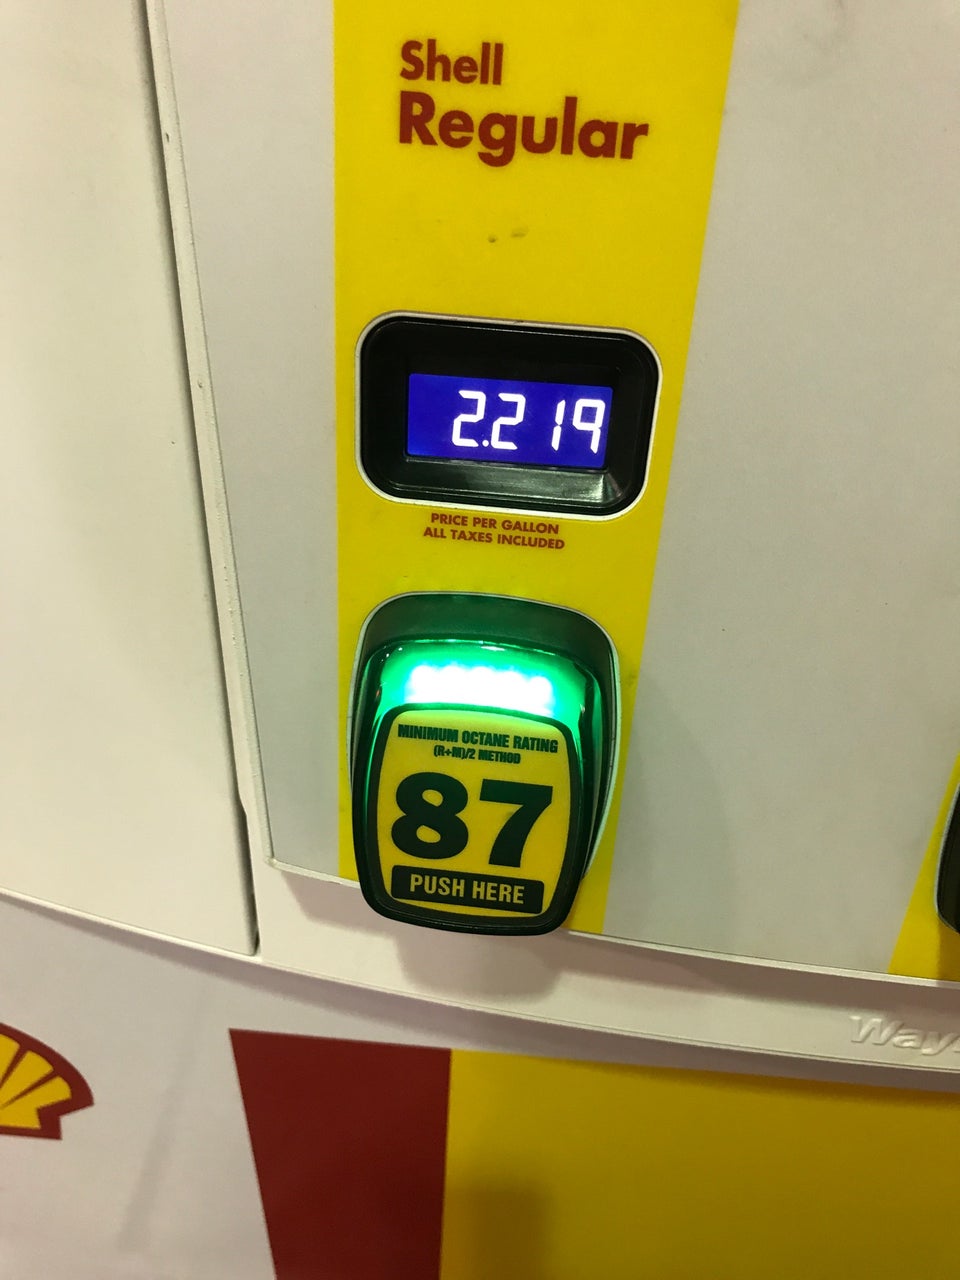 Shell
Regular
2.219
PRICE PER GALLON
ALL TAXES INCLUDED
MINIMUM OCTANE RATING
(R+M)/2 METHOD
87
PUSH HERE